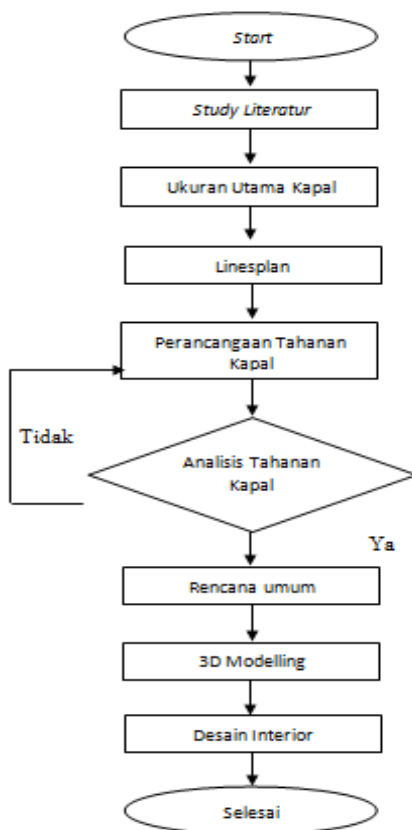 Start
Study Literatur
Ukuran Utama Kapal
Linesplan
Perancangaan Tahanan
Kapal
Tidak
Analisis Tahanan
Kapal
Ya
Rencana umum
3D Modelling
Desain Interior
Selesai